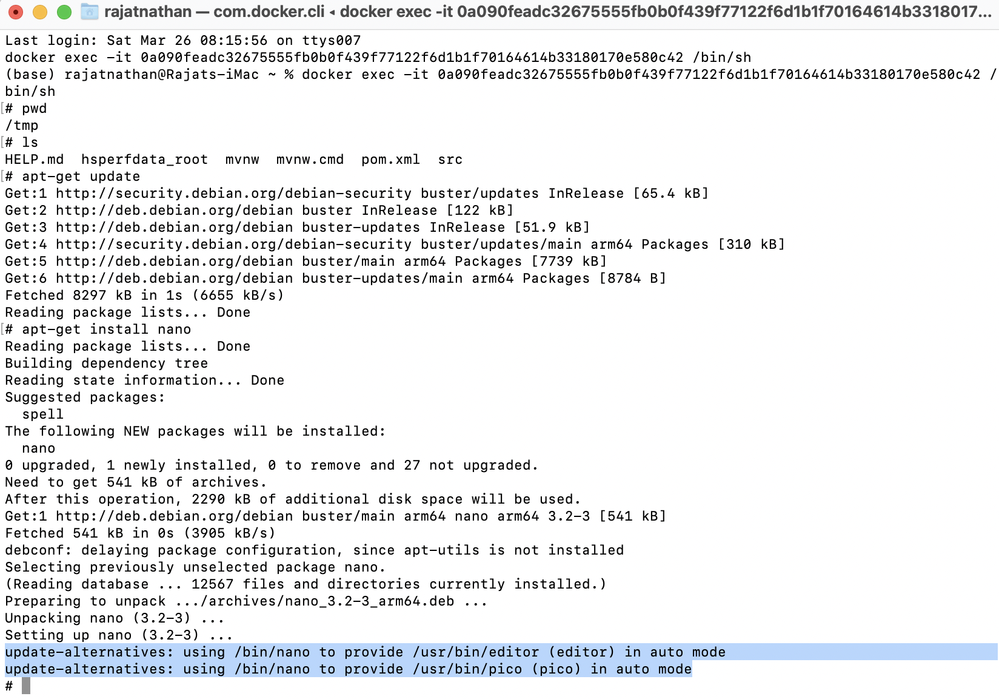 rajatnathan — com.docker.cli ◂ docker exec -it 0a090feadc32675555fb0b0f439f77122f6d1b1f70164614b3318017...
Last login: Sat Mar 26 08:15:56 on ttys007
docker exec -it 0a090feadc32675555fb0b0f439f77122f6d1b1f70164614b33180170e580c42 /bin/sh
(base) rajatnathan@Rajats-iMac ~ % docker exec -it 0a090feadc32675555fb0b0f439f77122f6d1b1f70164614b33180170e580c42 /
bin/sh
[# pwd
/tmp
[# ls
HELP.md  hsperfdata_root  mvnw  mvnw.cmd  pom.xml  src
[# apt-get update
Get:1 http://security.debian.org/debian-security buster/updates InRelease [65.4 kB]
Get:2 http://deb.debian.org/debian buster InRelease [122 kB]
Get:3 http://deb.debian.org/debian buster-updates InRelease [51.9 kB]
Get:4 http://security.debian.org/debian-security buster/updates/main arm64 Packages [310 kB]
Get:5 http://deb.debian.org/debian buster/main arm64 Packages [7739 kB]
Get:6 http://deb.debian.org/debian buster-updates/main arm64 Packages [8784 B]
Fetched 8297 kB in 1s (6655 kB/s)
Reading package lists... Done
[# apt-get install nano
Reading package lists... Done
Building dependency tree
Reading state information... Done
Suggested packages:
  spell
The following NEW packages will be installed:
  nano
0 upgraded, 1 newly installed, 0 to remove and 27 not upgraded.
Need to get 541 kB of archives.
After this operation, 2290 kB of additional disk space will be used.
Get:1 http://deb.debian.org/debian buster/main arm64 nano arm64 3.2-3 [541 kB]
Fetched 541 kB in 0s (3905 kB/s)
debconf: delaying package configuration, since apt-utils is not installed
Selecting previously unselected package nano.
(Reading database ... 12567 files and directories currently installed.)
Preparing to unpack .../archives/nano_3.2-3_arm64.deb ...
Unpacking nano (3.2-3) ...
Setting up nano (3.2-3) ...
update-alternatives: using /bin/nano to provide /usr/bin/editor (editor) in auto mode
update-alternatives: using /bin/nano to provide /usr/bin/pico (pico) in auto mode
#